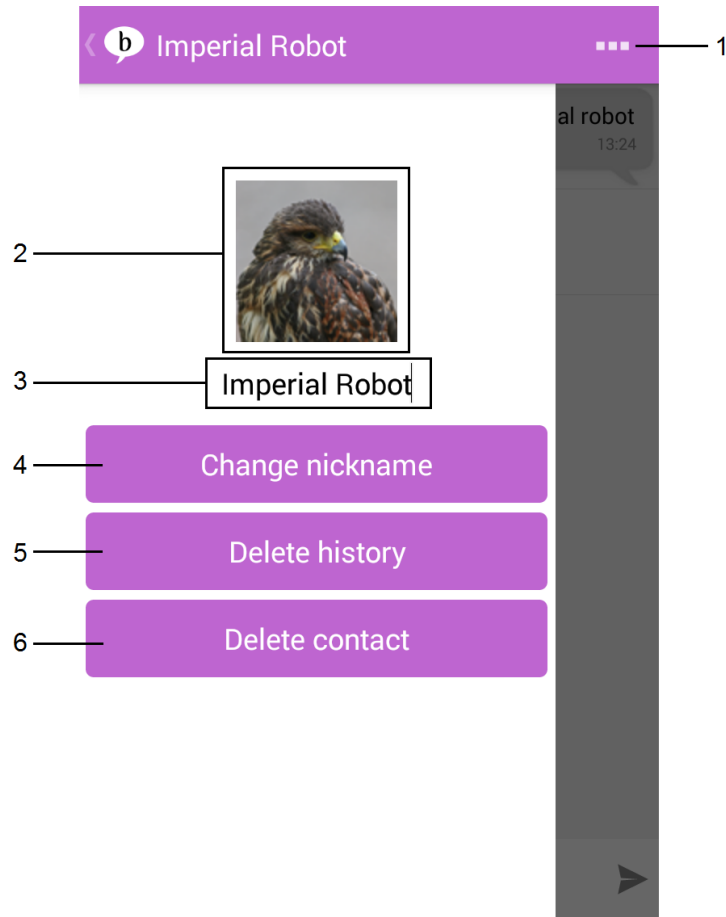 b Imperial Robot
1
al robot
13:24
2
3
Imperial Robot
4
Change nickname
5
Delete history
6
Delete contact